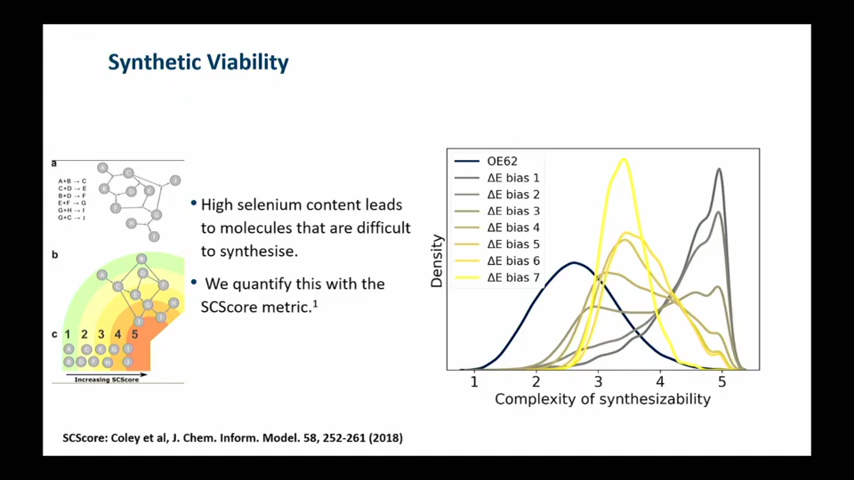 Synthetic Viability
a
A+B → C
C+D → E
B+D → F
E+F → G
G+H → I
G+C → J
b
c 1 2 3 4 5
Increasing SCScore
• High selenium content leads
to molecules that are difficult
to synthesise.
• We quantify this with the
SCScore metric.1
OE62
ΔE bias 1
ΔE bias 2
ΔE bias 3
ΔE bias 4
ΔE bias 5
ΔE bias 6
ΔE bias 7
Density
1 2 3 4 5
Complexity of synthesizability
SCScore: Coley et al, J. Chem. Inform. Model. 58, 252-261 (2018)